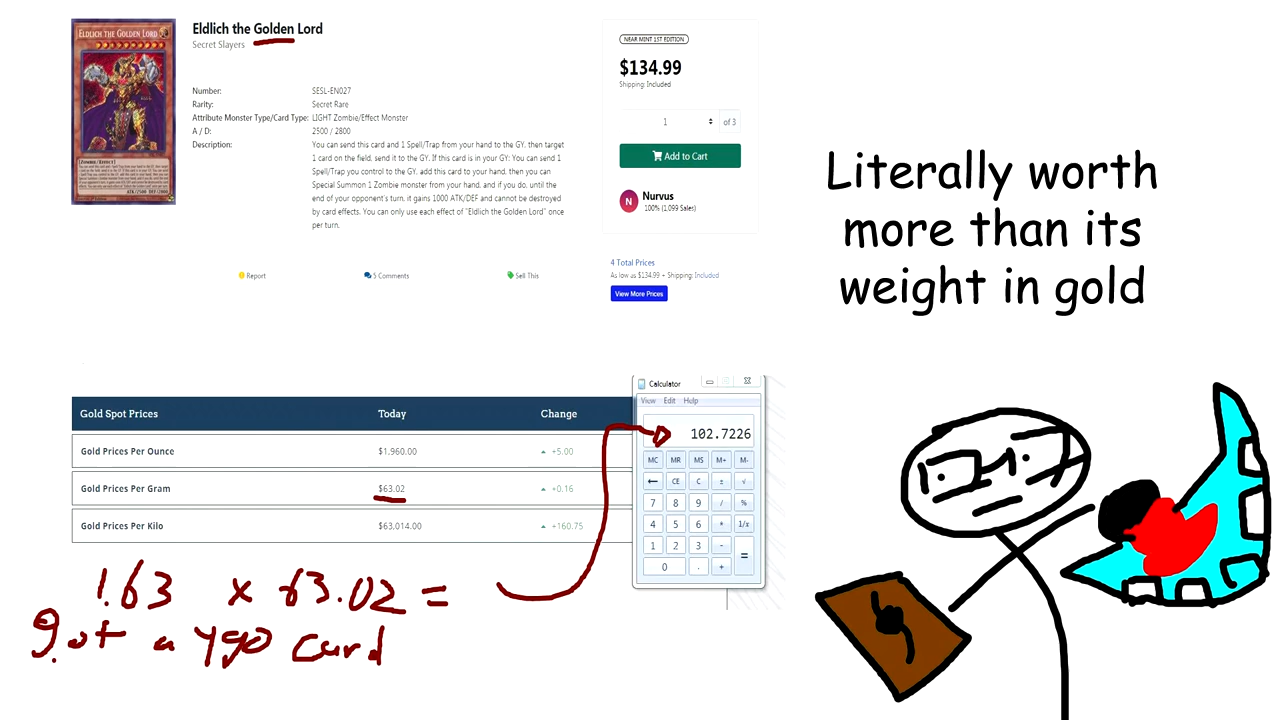 Eldlich the Golden Lord
Secret Slayers
Number: SESL-EN027
Rarity: Secret Rare
Attribute Monster Type/Card Type: LIGHT Zombie/Effect Monster
A / D: 2500 / 2800
Description: You can send this card and 1 Spell/Trap from your hand to the GY, then target
1 card on the field, send it to the GY. If this card is in your GY: You can send 1
Spell/Trap you control to the GY, add this card to your hand, then you can
Special Summon 1 Zombie monster from your hand, and if you do, until the
end of your opponent's turn, it gains 1000 ATK/DEF and cannot be destroyed
by card effects. You can only use each effect of "Eldlich the Golden Lord" once
per turn.
Report 5 Comments Sell This
ELDLICH THE GOLDEN LORD
[ZOMBIE/EFFECT]
NEAR MINT 1ST EDITION
$134.99
Shipping: Included
1 of 3
Add to Cart
N Nurvus
100% (1,099 Sales)
4 Total Prices
As low as $134.99 + Shipping: Included
View More Prices
Literally worth
more than its
weight in gold
Gold Spot Prices Today Change
Gold Prices Per Ounce $1,960.00 +5.00
Gold Prices Per Gram $63.02 +0.16
Gold Prices Per Kilo $63,014.00 +160.75
Calculator
View Edit Help
102.7226
MC MR MS M+ M-
← CE C ± √
7 8 9 / %
4 5 6 * 1/x
1 2 3 - =
0 . +
1.63 x 63.02 =
g.of a ygo card